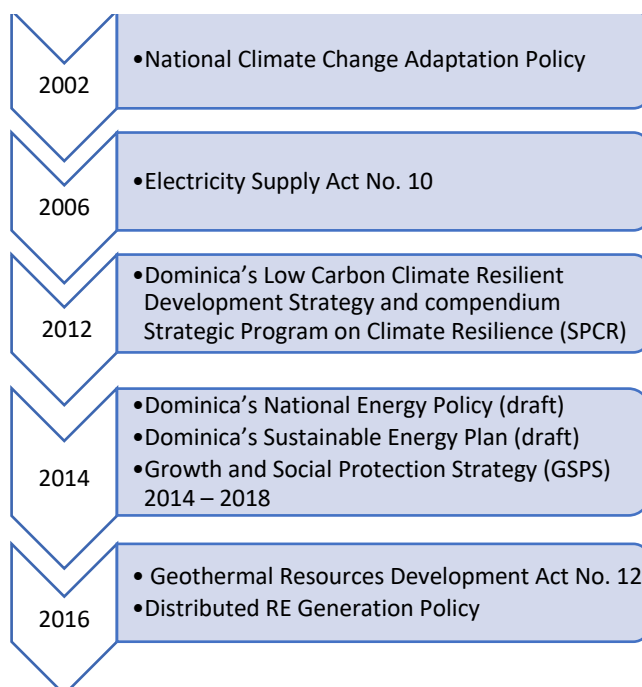 2002
•National Climate Change Adaptation Policy
2006
•Electricity Supply Act No. 10
2012
•Dominica's Low Carbon Climate Resilient
Development Strategy and compendium
Strategic Program on Climate Resilience (SPCR)
2014
•Dominica's National Energy Policy (draft)
•Dominica's Sustainable Energy Plan (draft)
•Growth and Social Protection Strategy (GSPS)
2014 – 2018
2016
• Geothermal Resources Development Act No. 12
•Distributed RE Generation Policy